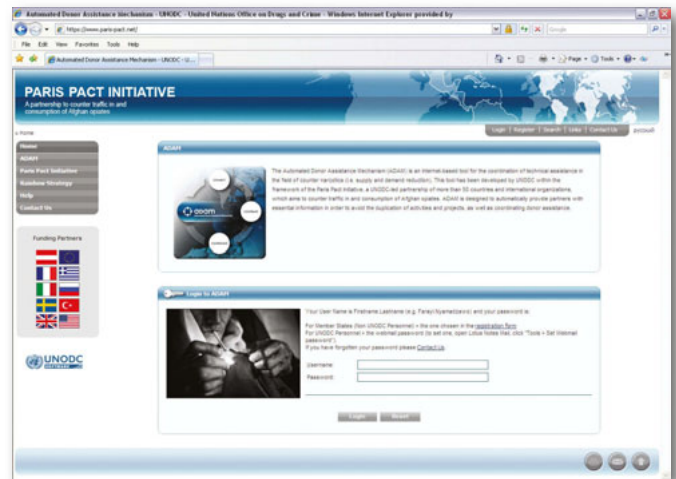 Automated Donor Assistance Mechanism - UNODC - United Nations Office on Drugs and Crime - Windows Internet Explorer provided by
https://www.paris-pact.net/
Google
File Edit View Favorites Tools Help
Automated Donor Assistance Mechanism - UNODC - U...
Page Tools
PARIS PACT INITIATIVE
A partnership to counter traffic in and
consumption of Afghan opiates
Login | Register | Search | Links | Contact Us
русский
Home
Home
ADAM
Paris Pact Initiative
Rainbow Strategy
Help
Contact Us
Funding Partners
UNODC
ADAM
adam
The Automated Donor Assistance Mechanism (ADAM) is an internet-based tool for the coordination of technical assistance in
the field of counter narcotics (i.e. supply and demand reduction). This tool has been developed by UNODC within the
framework of the Paris Pact Initiative, a UNODC-led partnership of more than 50 countries and international organizations,
which aims to counter traffic in and consumption of Afghan opiates. ADAM is designed to automatically provide partners with
essential information in order to avoid the duplication of activities and projects, as well as coordinating donor assistance.
Login to ADAM
Your User Name is Firstname.Lastname (e.g. Farayi.Nyamadzawo) and your password is:
For Member States (Non UNODC Personnel) = the one chosen in the registration form
For UNODC Personnel = the webmail password (to set one, open Lotus Notes Mail, click "Tools > Set Webmail
password").
If you have forgotten your password please Contact Us.
Username:
Password:
Login Reset